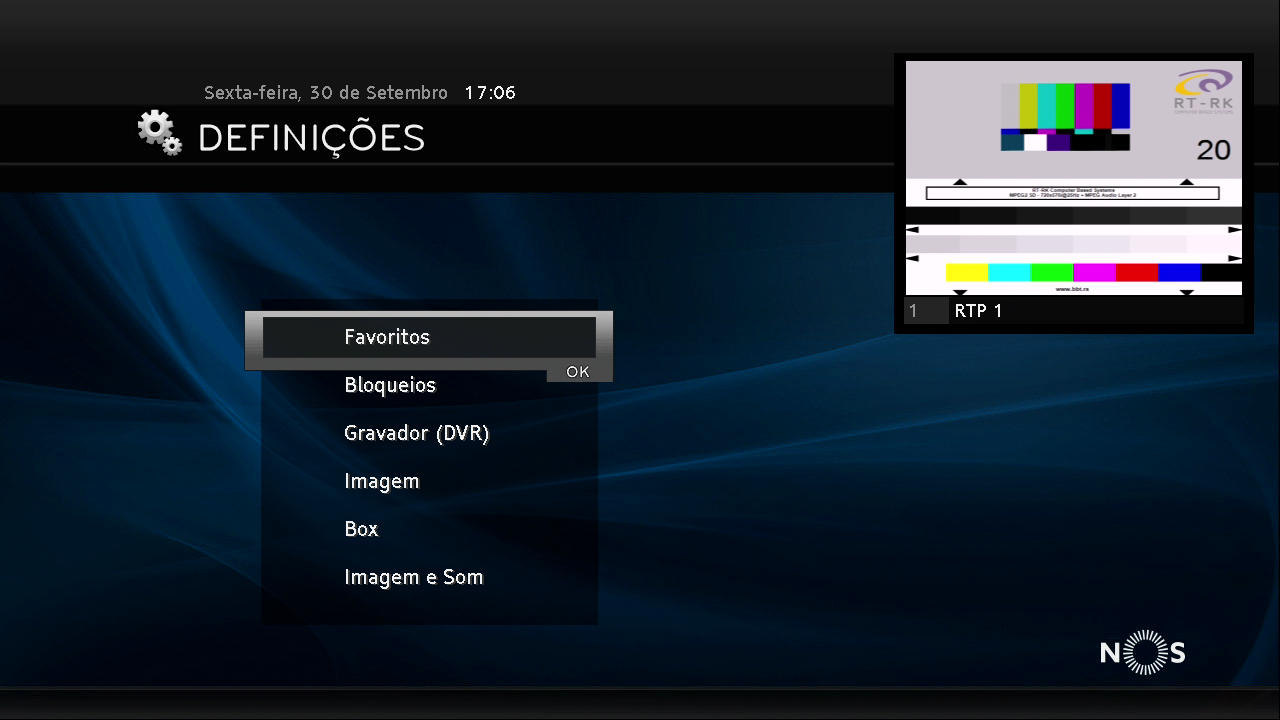 Sexta-feira, 30 de Setembro 17:06
DEFINIÇÕES
Favoritos
OK
Bloqueios
Gravador (DVR)
Imagem
Box
Imagem e Som
RT-RK
COMPUTER BASED SYSTEMS
20
RT-RK Computer Based Systems
MPEG2 SD - 720x576i@25Hz + MPEG Audio Layer 2
www.bbt.rs
1 RTP 1
NOS